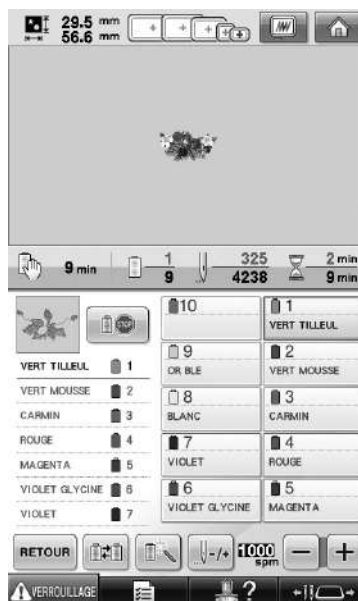 29.5 mm
56.6 mm
9 min
1
9
325
4238
2 min
9 min
STOP
VERT TILLEUL 1
VERT MOUSSE 2
CARMIN 3
ROUGE 4
MAGENTA 5
VIOLET GLYCINE 6
VIOLET 7
10
1
VERT TILLEUL
9
OR BLE
2
VERT MOUSSE
8
BLANC
3
CARMIN
7
VIOLET
4
ROUGE
6
VIOLET GLYCINE
5
MAGENTA
RETOUR
-/+
1000
spm
−
+
VERROUILLAGE
?